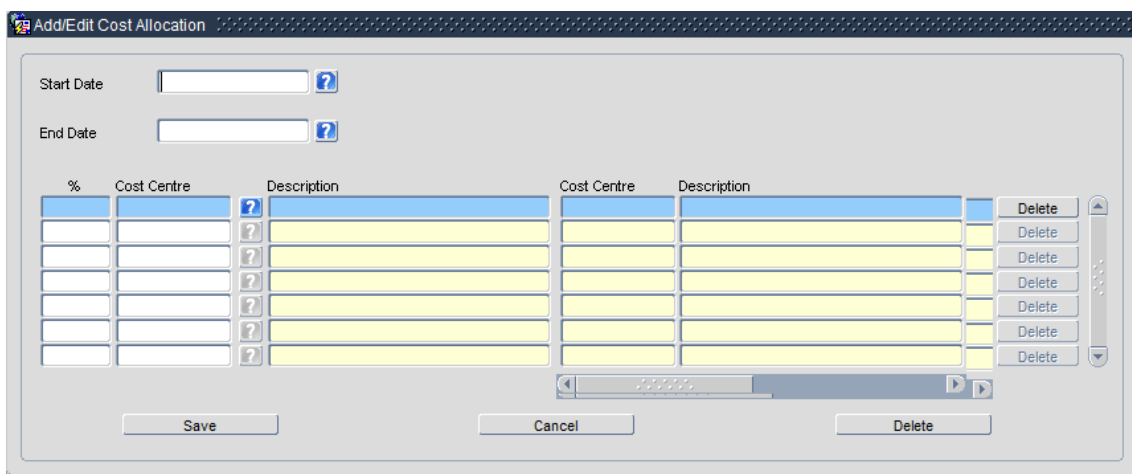 Add/Edit Cost Allocation
Start Date ?
End Date ?
% Cost Centre Description Cost Centre Description
? Delete
? Delete
? Delete
? Delete
? Delete
? Delete
? Delete
Save Cancel Delete